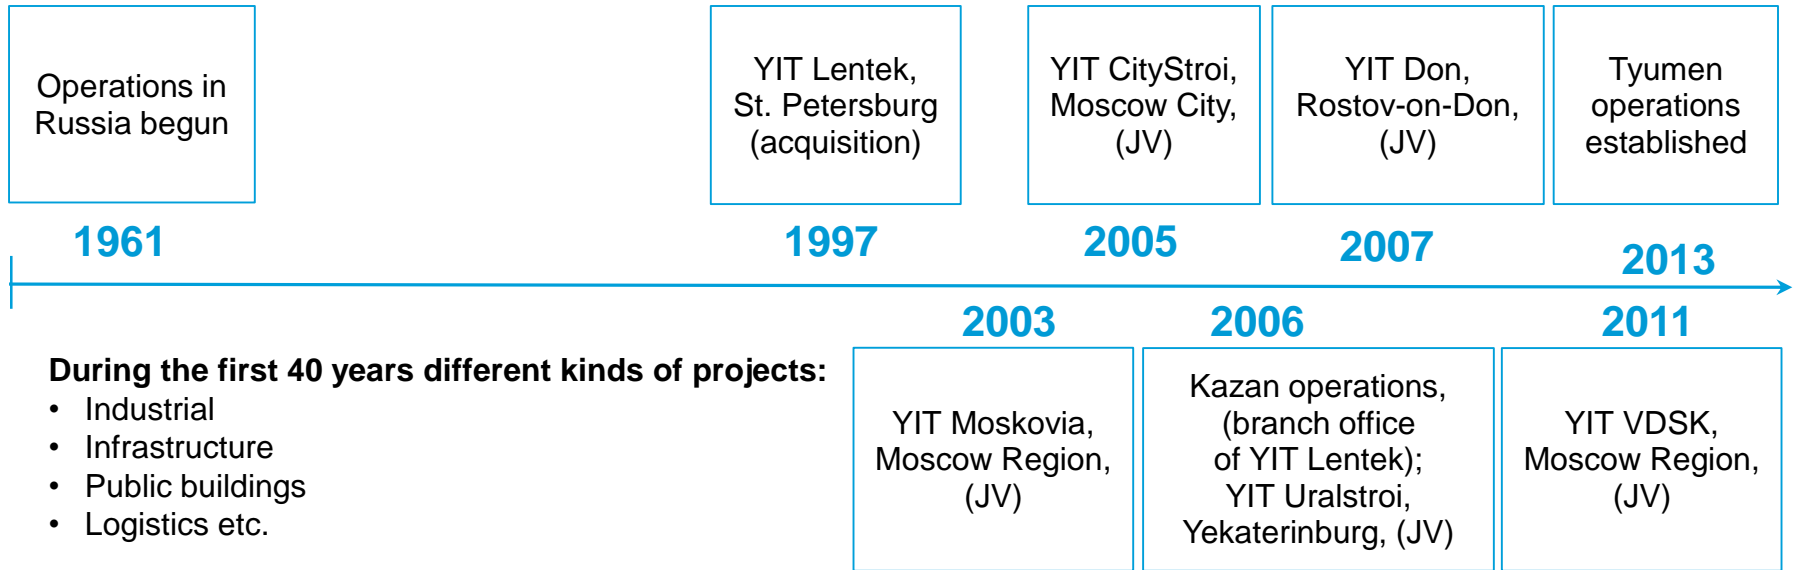 Operations in
Russia begun
YIT Lentek,
St. Petersburg
(acquisition)
YIT CityStroi,
Moscow City,
(JV)
YIT Don,
Rostov-on-Don,
(JV)
Tyumen
operations
established
1961
1997
2005
2007
2013
2003
2006
2011
During the first 40 years different kinds of projects:
• Industrial
• Infrastructure
• Public buildings
• Logistics etc.
YIT Moskovia,
Moscow Region,
(JV)
Kazan operations,
(branch office
of YIT Lentek);
YIT Uralstroi,
Yekaterinburg, (JV)
YIT VDSK,
Moscow Region,
(JV)